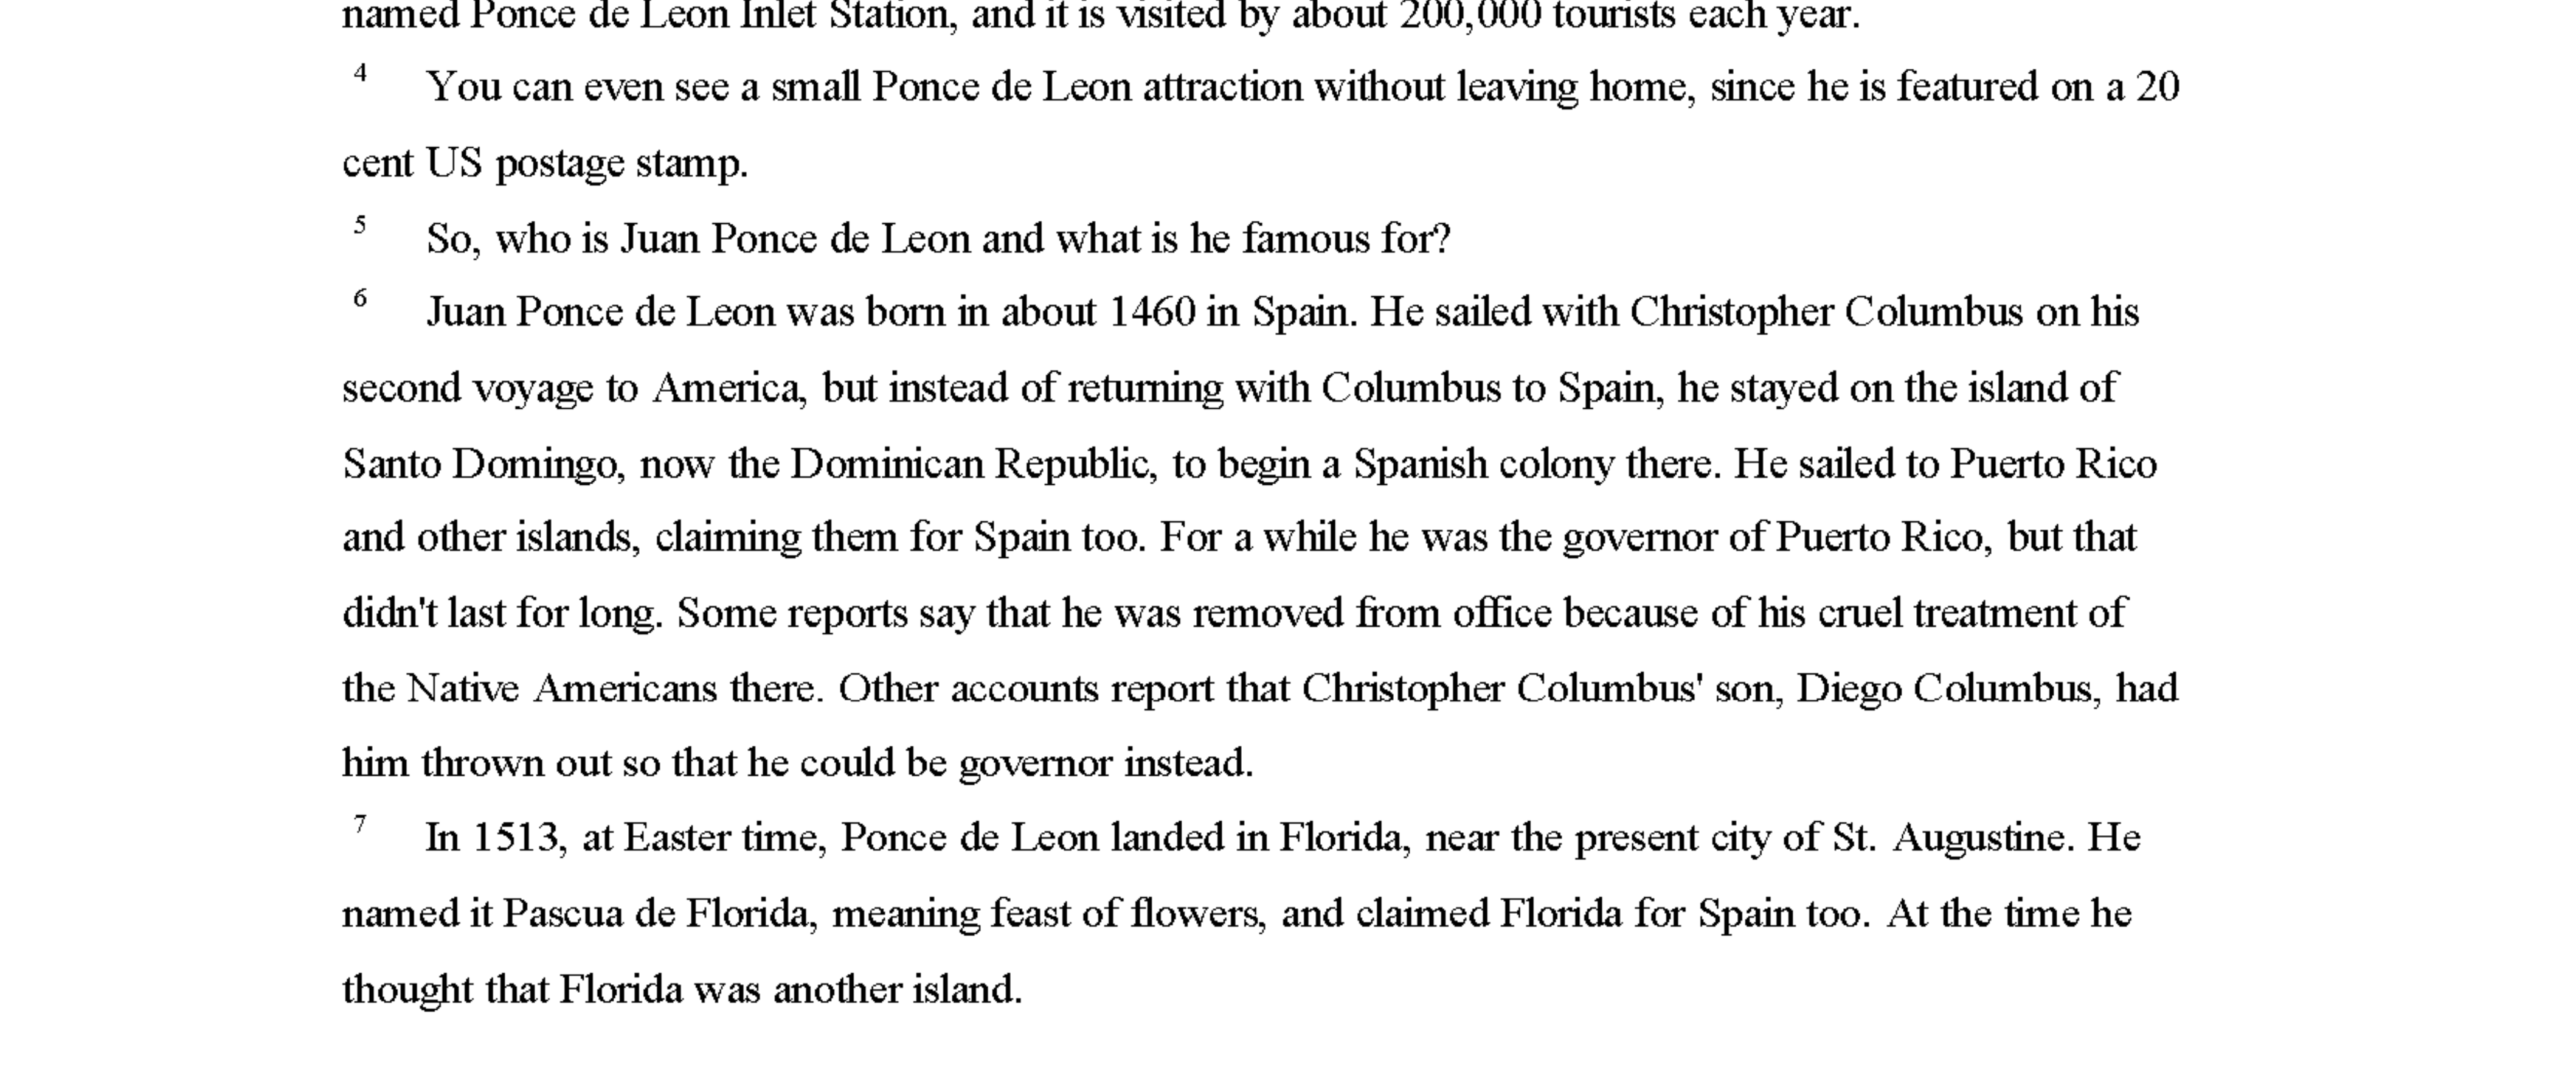 named Ponce de Leon Inlet Station, and it is visited by about 200,000 tourists each year.
4 You can even see a small Ponce de Leon attraction without leaving home, since he is featured on a 20
cent US postage stamp.
5 So, who is Juan Ponce de Leon and what is he famous for?
6 Juan Ponce de Leon was born in about 1460 in Spain. He sailed with Christopher Columbus on his
second voyage to America, but instead of returning with Columbus to Spain, he stayed on the island of
Santo Domingo, now the Dominican Republic, to begin a Spanish colony there. He sailed to Puerto Rico
and other islands, claiming them for Spain too. For a while he was the governor of Puerto Rico, but that
didn't last for long. Some reports say that he was removed from office because of his cruel treatment of
the Native Americans there. Other accounts report that Christopher Columbus' son, Diego Columbus, had
him thrown out so that he could be governor instead.
7 In 1513, at Easter time, Ponce de Leon landed in Florida, near the present city of St. Augustine. He
named it Pascua de Florida, meaning feast of flowers, and claimed Florida for Spain too. At the time he
thought that Florida was another island.